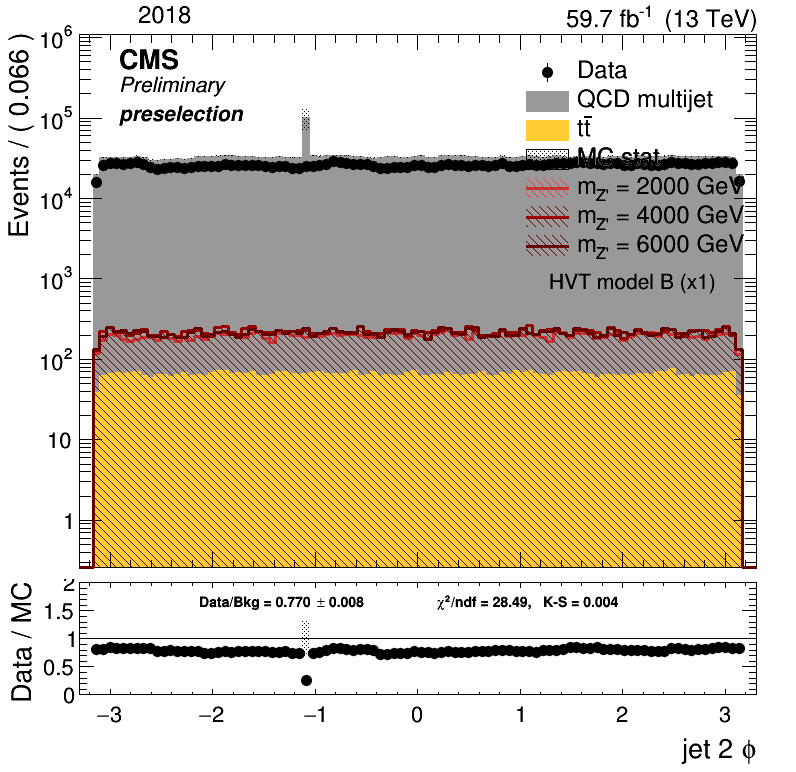 2018 59.7 fb⁻¹ (13 TeV)
CMS
Preliminary
preselection
Data
QCD multijet
tt̄
MC stat.
m_Z' = 2000 GeV
m_Z' = 4000 GeV
m_Z' = 6000 GeV
HVT model B (x1)
Events / ( 0.066 )
10⁶
10⁵
10⁴
10³
10²
10
1
Data/Bkg = 0.770 ± 0.008 χ²/ndf = 28.49, K-S = 0.004
Data / MC
2
1.5
1
0.5
0
−3 −2 −1 0 1 2 3
jet 2 ϕ